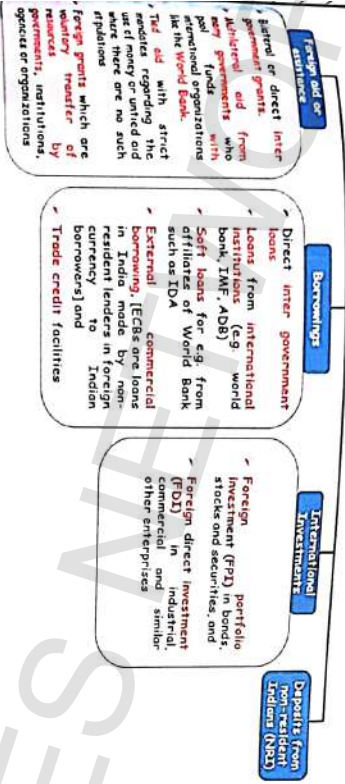 Foreign aid or
assistance
Bilateral or direct inter
government grants.
Multilateral aid from
many governments who
pool funds with
international organizations
like the World Bank.
Tied aid with strict
mandates regarding the
use of money or untied aid
where there are no such
stipulations
Foreign grants which are
voluntary transfer of
resources by
governments, institutions,
agencies or organizations
Borrowings
Direct inter government
loans
Loans from international
institutions (e.g. world
bank, IMF, ADB)
Soft loans for e.g. from
affiliates of World Bank
such as IDA
External commercial
borrowing, [ECBs are loans
in India made by non-
resident lenders in foreign
currency to Indian
borrowers] and
Trade credit facilities
International
Investments
Foreign portfolio
investment (FPI) in bonds,
stocks and securities, and
Foreign direct investment
(FDI) in industrial,
commercial and similar
other enterprises
Deposits from
non-resident
Indians (NRI)